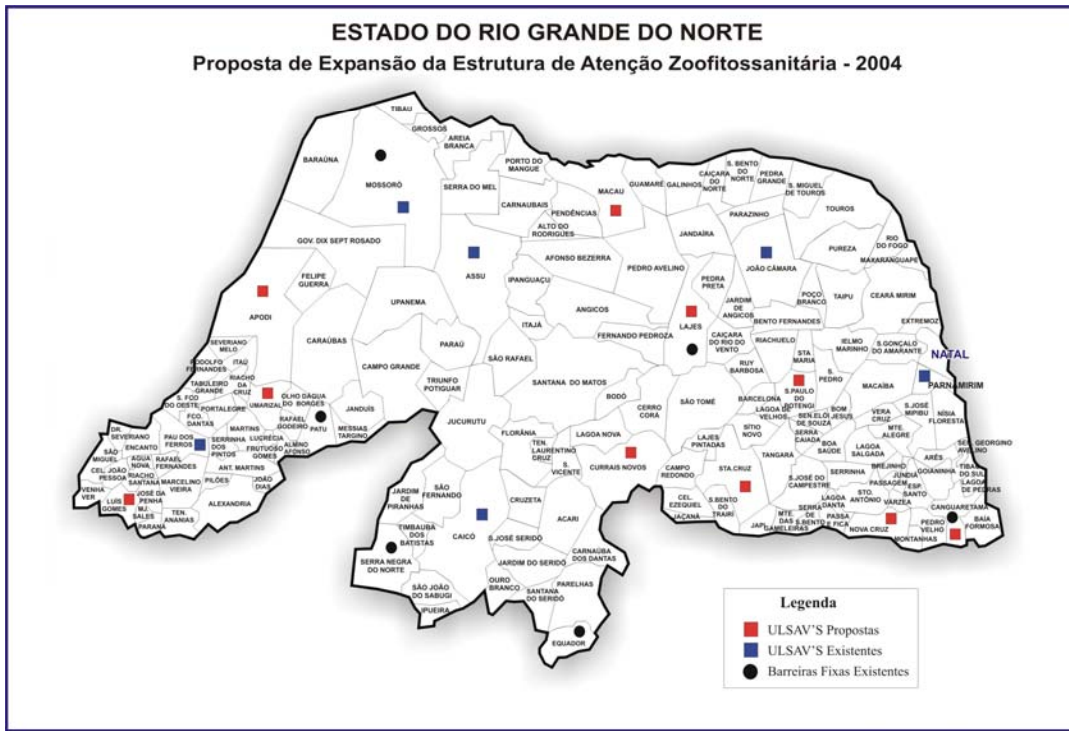 ESTADO DO RIO GRANDE DO NORTE
Proposta de Expansão da Estrutura de Atenção Zoofitossanitária - 2004
TIBAU
GROSSOS
AREIA
BRANCA
BARAÚNA
MOSSORÓ
SERRA DO MEL
PORTO DO
MANGUE
CARNAUBAIS
PENDÊNCIAS
ALTO DO
RODRIGUES
MACAU
GUAMARÉ
GALINHOS
CAIÇARA
DO NORTE
S. BENTO
DO
NORTE
PEDRA
GRANDE
S. MIGUEL
DE TOUROS
TOUROS
PARAZINHO
JANDAÍRA
JOÃO CÂMARA
PUREZA
RIO
DO FOGO
MAXARANGUAPE
GOV. DIX SEPT ROSADO
ASSU
AFONSO BEZERRA
PEDRO AVELINO
IPANGUAÇU
FELIPE
GUERRA
UPANEMA
APODI
ANGICOS
PEDRA
PRETA
LAJES
JARDIM
DE
ANGICOS
POÇO
BRANCO
TAIPU
CEARÁ MIRIM
EXTREMOZ
BENTO FERNANDES
ITAJÁ
FERNANDO PEDROZA
CAIÇARA
DO RIO DO
VENTO
RIACHUELO
CARAÚBAS
PARAÚ
SÃO RAFAEL
CAMPO GRANDE
TRIUNFO
POTIGUAR
SANTANA DO MATOS
SEVERIANO
MELO
RODOLFO
FERNANDES
ITAÚ
TABULEIRO
GRANDE
RIACHO
DA
CRUZ
UMARIZAL
OLHO DÁGUA
DO
BORGES
S. FCO
DO OESTE
PORTALEGRE
FCO.
DANTAS
RAFAEL
GODEIRO
PATU
JANDUÍS
MESSIAS
TARGINO
MARTINS
LUCRÉCIA
FRUTUOSO
GOMES
ALMINO
AFONSO
DR.
SEVERIANO
ENCANTO
PAU DOS
FERROS
SERRINHA
DOS
PINTOS
SÃO
MIGUEL
AGUA
NOVA
RAFAEL
FERNANDES
ANT. MARTINS
CEL. JOÃO
PESSOA
RIACHO
SANTANA
MARCELINO
VIEIRA
PILÕES
JOÃO
DIAS
VENHA
VER
LUÍS
GOMES
JOSÉ DA
PENHA
MJ.
SALES
PARANÁ
TEN.
ANANIAS
ALEXANDRIA
JUCURUTU
FLORÂNIA
TEN.
LAURENTINO
CRUZ
S.
VICENTE
LAGOA NOVA
CURRAIS NOVOS
BODÓ
CERRO
CORA
SÃO TOMÉ
RUY
BARBOSA
STA
MARIA
S.
PEDRO
IELMO
MARINHO
S.GONÇALO
DO AMARANTE
NATAL
PARNAMIRIM
MACAÍBA
BARCELONA
LAGOA DE
VELHOS
S.PAULO
DO
POTENGI
SEN.ELÓI
DE SOUZA
BOM
JESUS
VERA
CRUZ
S.JOSÉ
MIPIBU
NÍSIA
FLORESTA
MTE.
ALEGRE
SÍTIO
NOVO
SERRA
CAIADA
BOA
SAÚDE
LAGOA
SALGADA
LAJES
PINTADAS
TANGARÁ
CAMPO
REDONDO
STA.CRUZ
S.JOSÉ DO
CAMPESTRE
SERRINHA
BREJINHO
JUNDIÁ
PASSAGEM
ARÊS
GOIANINHA
ESP.
SANTO
TIBAU
DO SUL
LAGOA
DE PEDRAS
CEL.
EZEQUIEL
JAÇANÃ
S.BENTO
DO
TRAÍRI
JAPI
MTE.
DAS
GAMELEIRAS
SERRA
DE
S.BENTO
LAGOA
DANTA
PASSA
E FICA
STO.
ANTÔNIO
VARZEA
NOVA CRUZ
MONTANHAS
PEDRO
VELHO
CANGUARETAMA
BAÍA
FORMOSA
JARDIM
DE
PIRANHAS
SÃO
FERNANDO
CRUZETA
ACARI
TIMBAUBA
DOS
BATISTAS
CAICÓ
S.JOSÉ SERIDÓ
CARNAÚBA
DOS DANTAS
SERRA NEGRA
DO NORTE
JARDIM DO SERIDÓ
SÃO JOÃO
DO SABUGI
OURO
BRANCO
SANTANA
DO SERIDÓ
PARELHAS
IPUEIRA
EQUADOR
Legenda
ULSAV'S Propostas
ULSAV'S Existentes
Barreiras Fixas Existentes